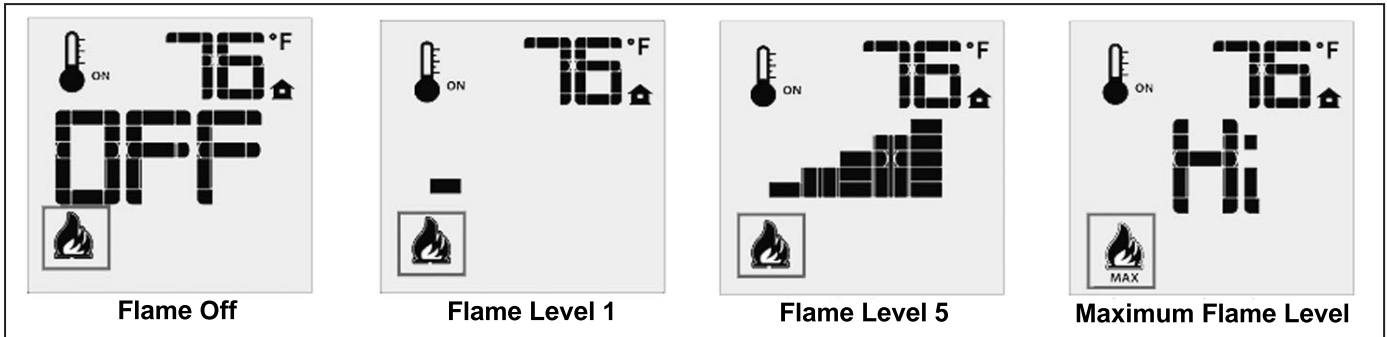 76 °F
ON
OFF
Flame Off
76 °F
ON
Flame Level 1
76 °F
ON
Flame Level 5
76 °F
ON
Hi
MAX
Maximum Flame Level